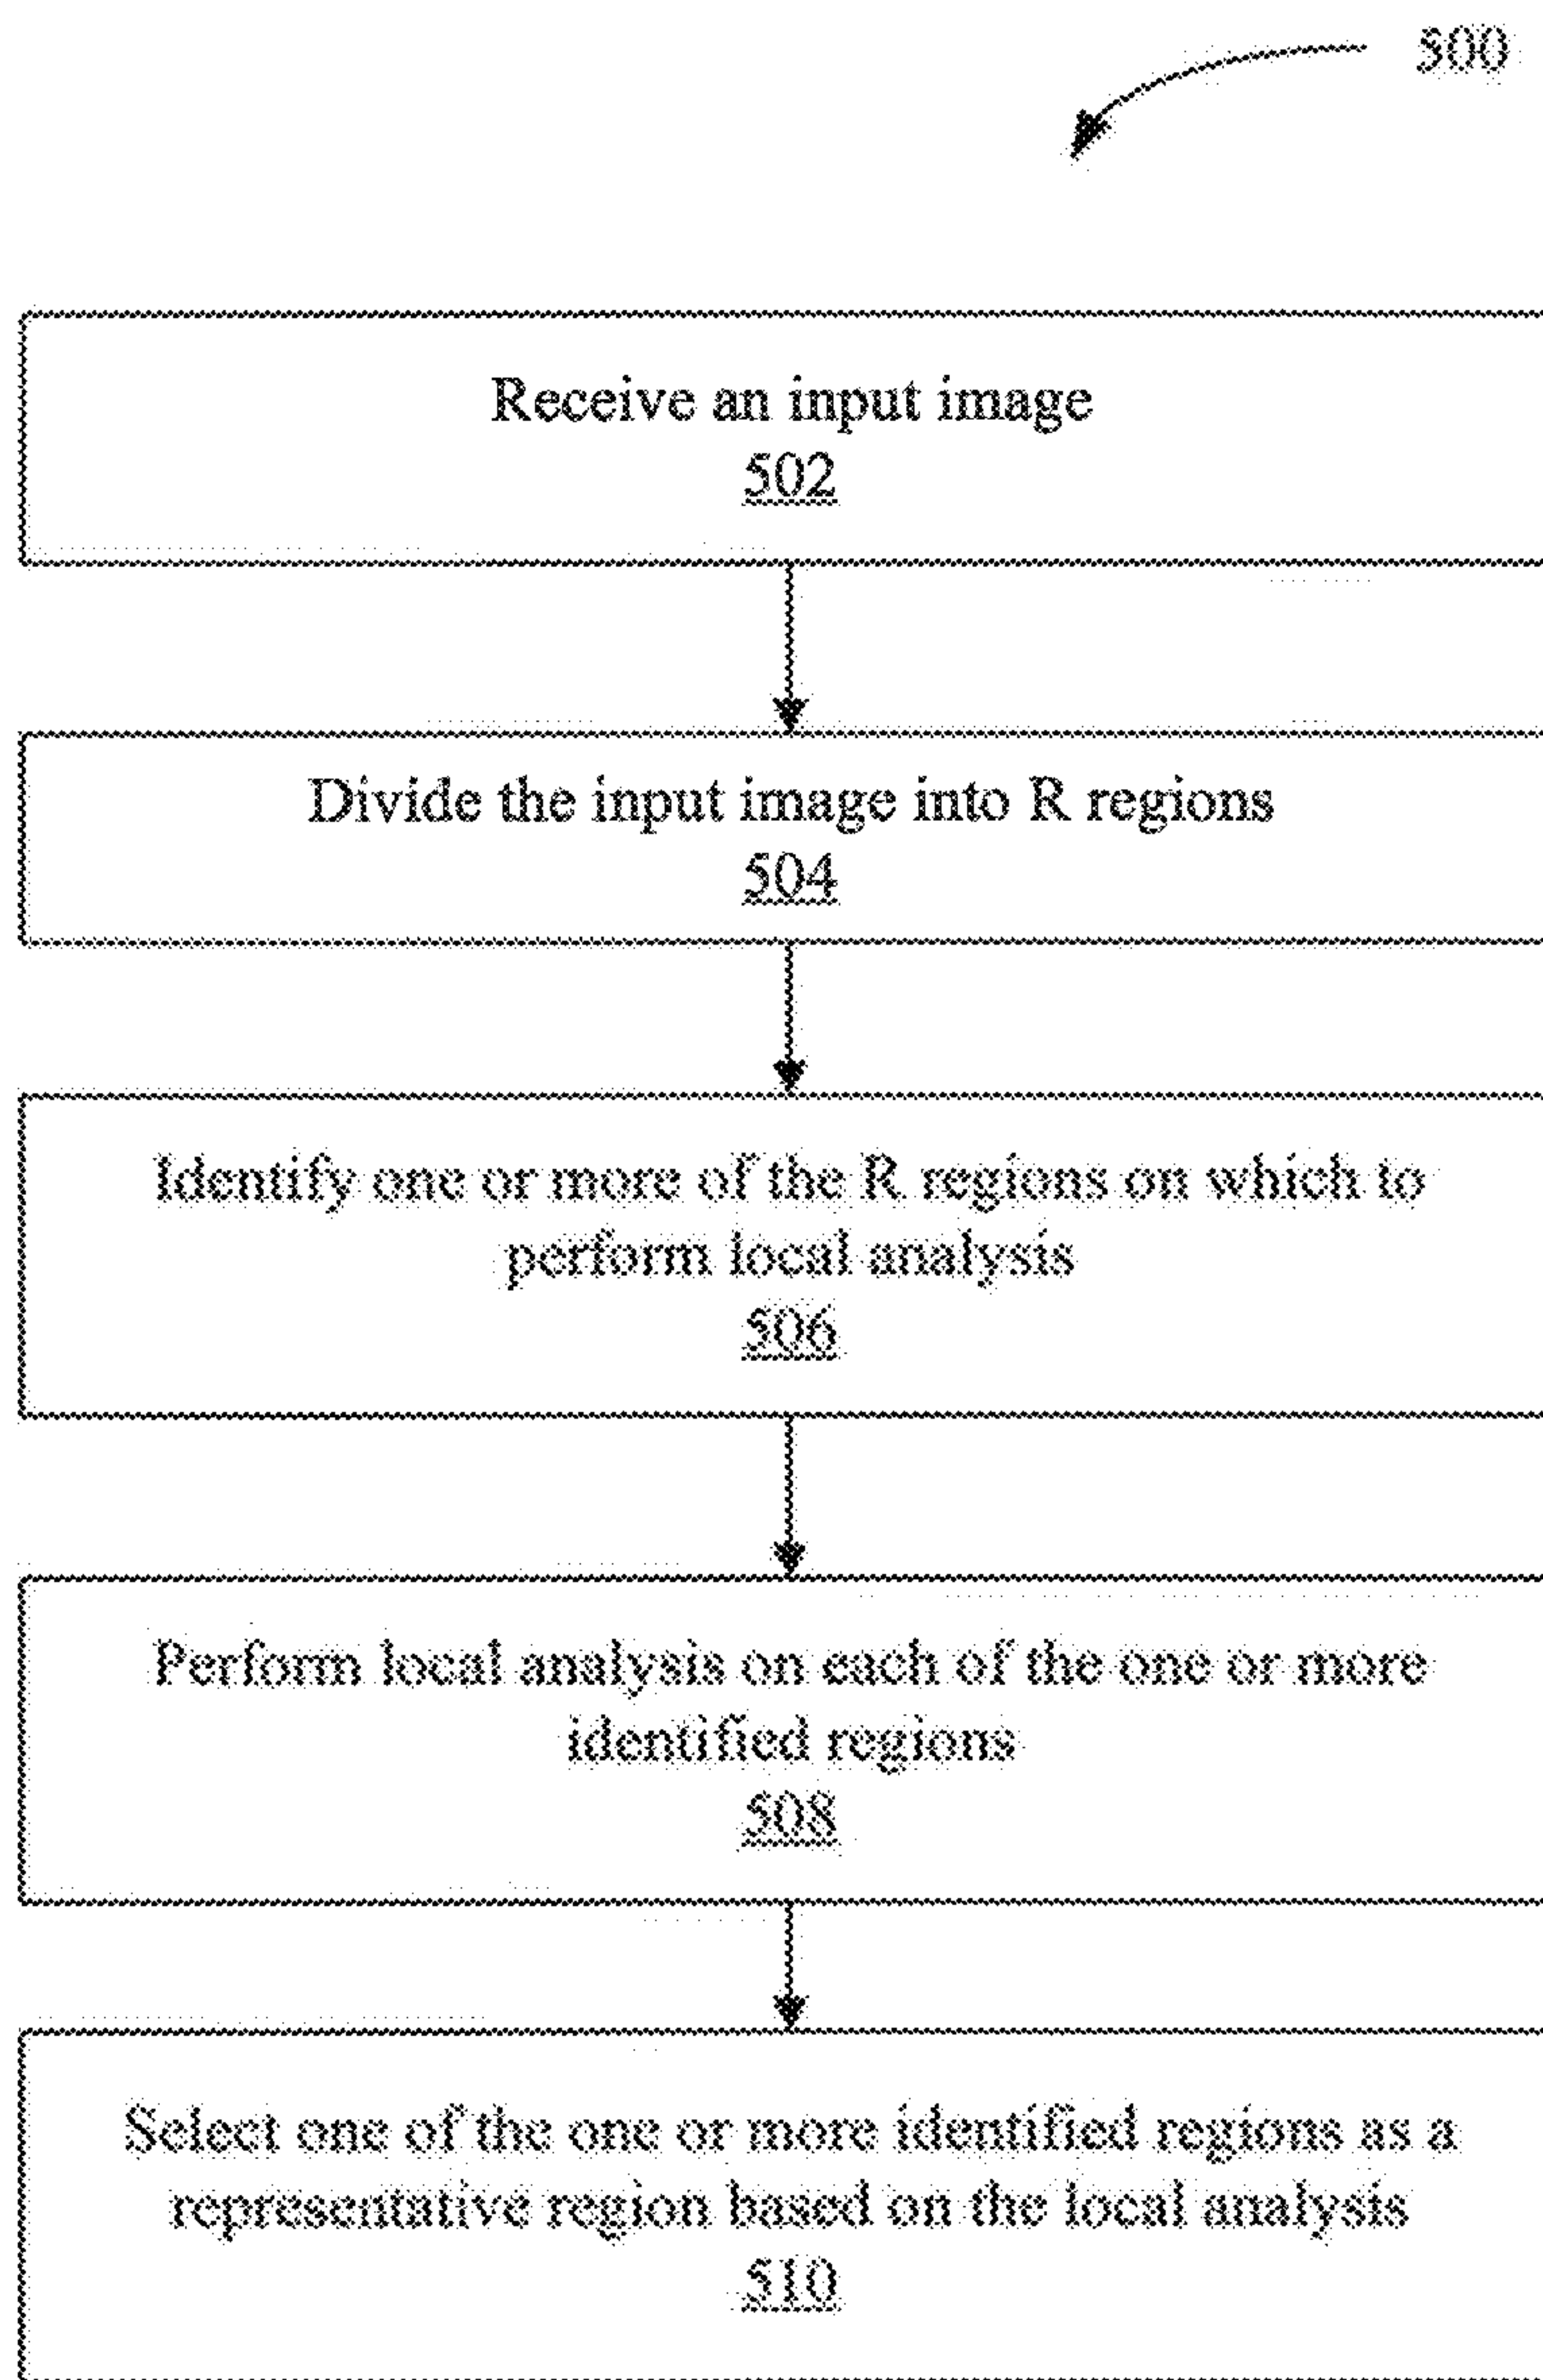 500
Receive an input image
502
Divide the input image into R regions
504
Identify one or more of the R regions on which to
perform local analysis
506
Perform local analysis on each of the one or more
identified regions
508
Select one of the one or more identified regions as a
representative region based on the local analysis
510